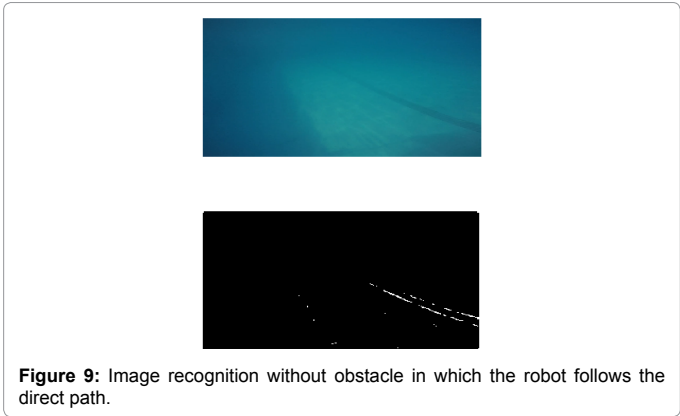 Figure 9: Image recognition without obstacle in which the robot follows the
direct path.